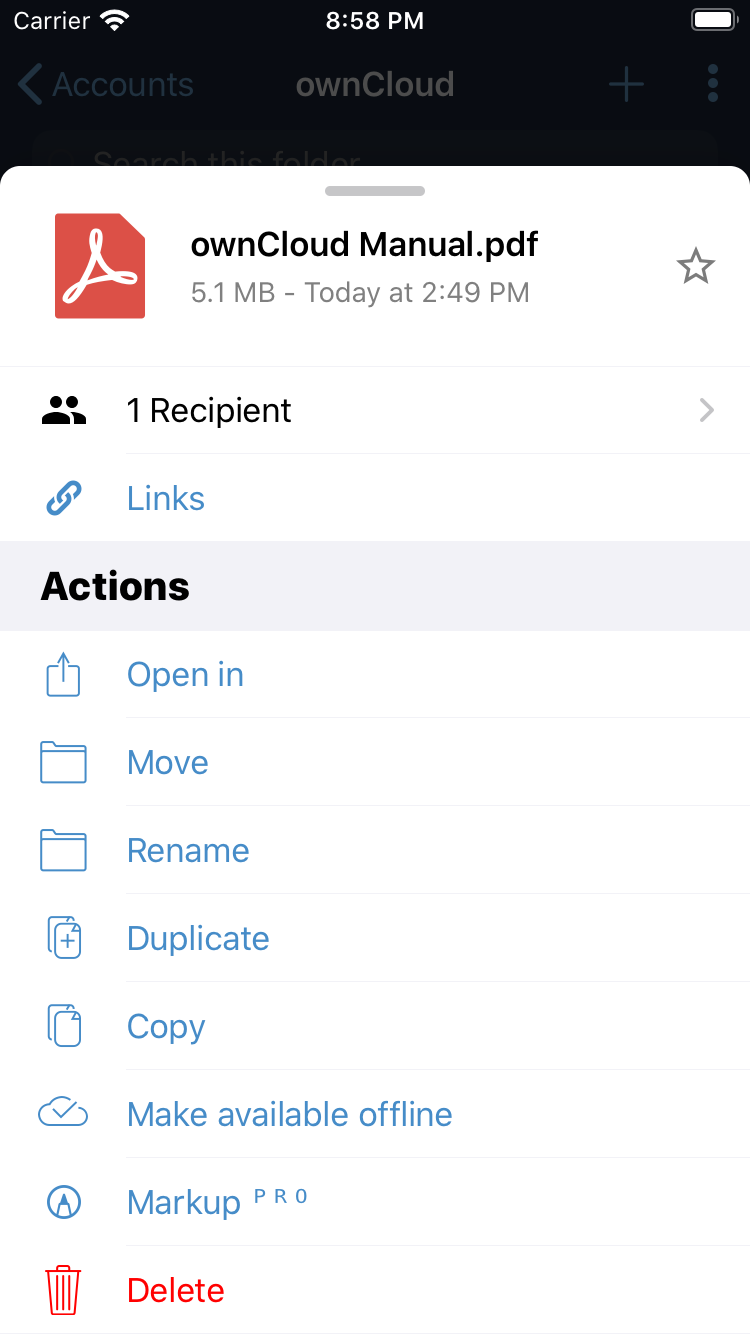 Carrier 8:58 PM
Accounts ownCloud
Search this folder
ownCloud Manual.pdf
5.1 MB - Today at 2:49 PM
1 Recipient
Links
Actions
Open in
Move
Rename
Duplicate
Copy
Make available offline
Markup PRO
Delete